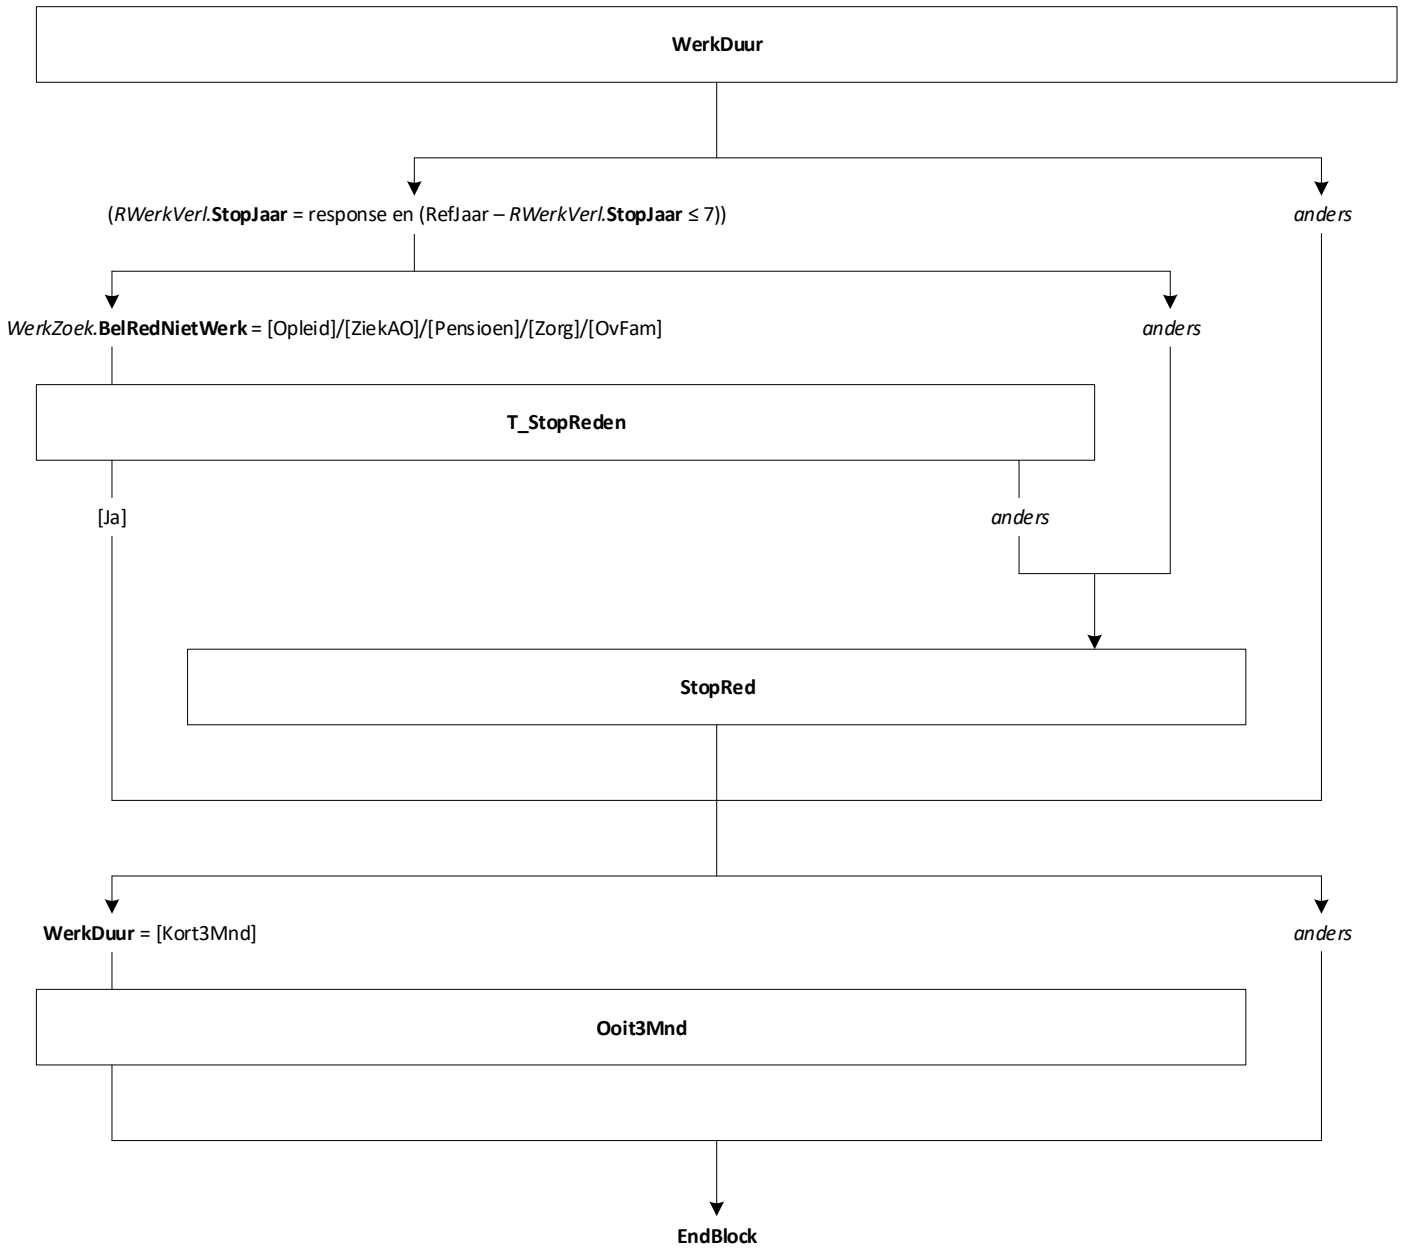 WerkDuur
(RWerkVerl.StopJaar = response en (RefJaar – RWerkVerl.StopJaar ≤ 7))
anders
WerkZoek.BelRedNietWerk = [Opleid]/[ZiekAO]/[Pensioen]/[Zorg]/[OvFam]
anders
T_StopReden
[Ja]
anders
StopRed
WerkDuur = [Kort3Mnd]
anders
Ooit3Mnd
EndBlock